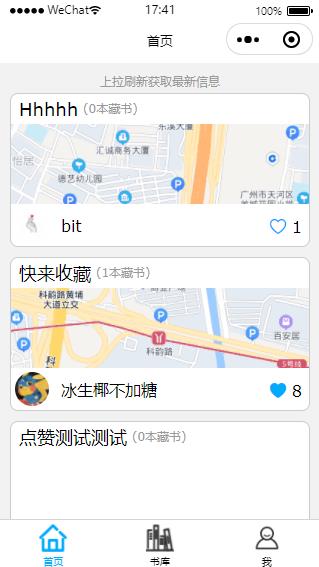 WeChat 17:41 100%
首页
上拉刷新获取最新信息
Hhhhh (0本藏书)
东溪大厦
怡居
汇诚商务大厦
德艺幼儿园
广州市天河区
bit 1
快来收藏 (1本藏书)
科韵路黄埔
大道立交
科韵路
百安居
科韵
5号线
冰生椰不加糖 8
点赞测试测试 (0本藏书)
首页 书库 我